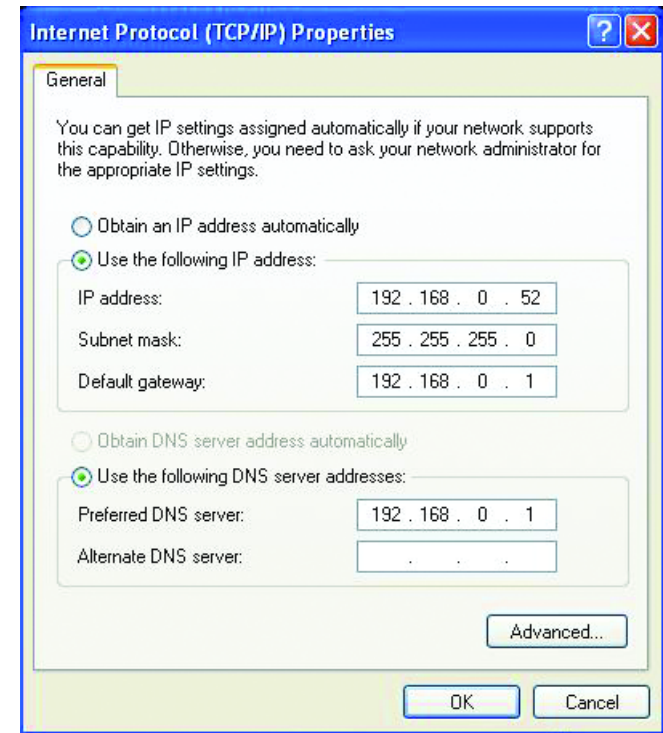 Internet Protocol (TCP/IP) Properties
General
You can get IP settings assigned automatically if your network supports
this capability. Otherwise, you need to ask your network administrator for
the appropriate IP settings.
Obtain an IP address automatically
Use the following IP address:
IP address: 192 . 168 . 0 . 52
Subnet mask: 255 . 255 . 255 . 0
Default gateway: 192 . 168 . 0 . 1
Obtain DNS server address automatically
Use the following DNS server addresses:
Preferred DNS server: 192 . 168 . 0 . 1
Alternate DNS server: . . .
Advanced...
OK Cancel